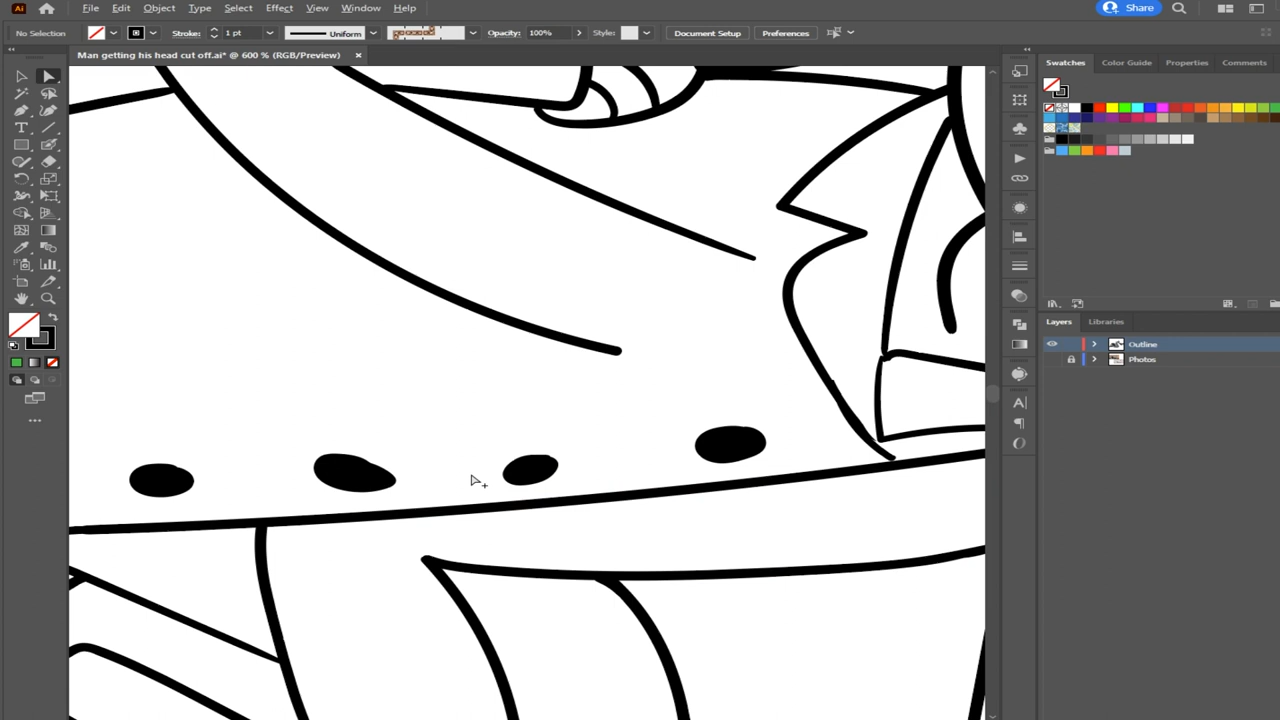 Ai File Edit Object Type Select Effect View Window Help Share
No Selection Stroke: 1 pt Uniform Opacity: 100% Style: Document Setup Preferences
Man getting his head cut off.ai* @ 600 % (RGB/Preview) ×
Swatches Color Guide Properties Comments
Layers Libraries
Outline
Photos